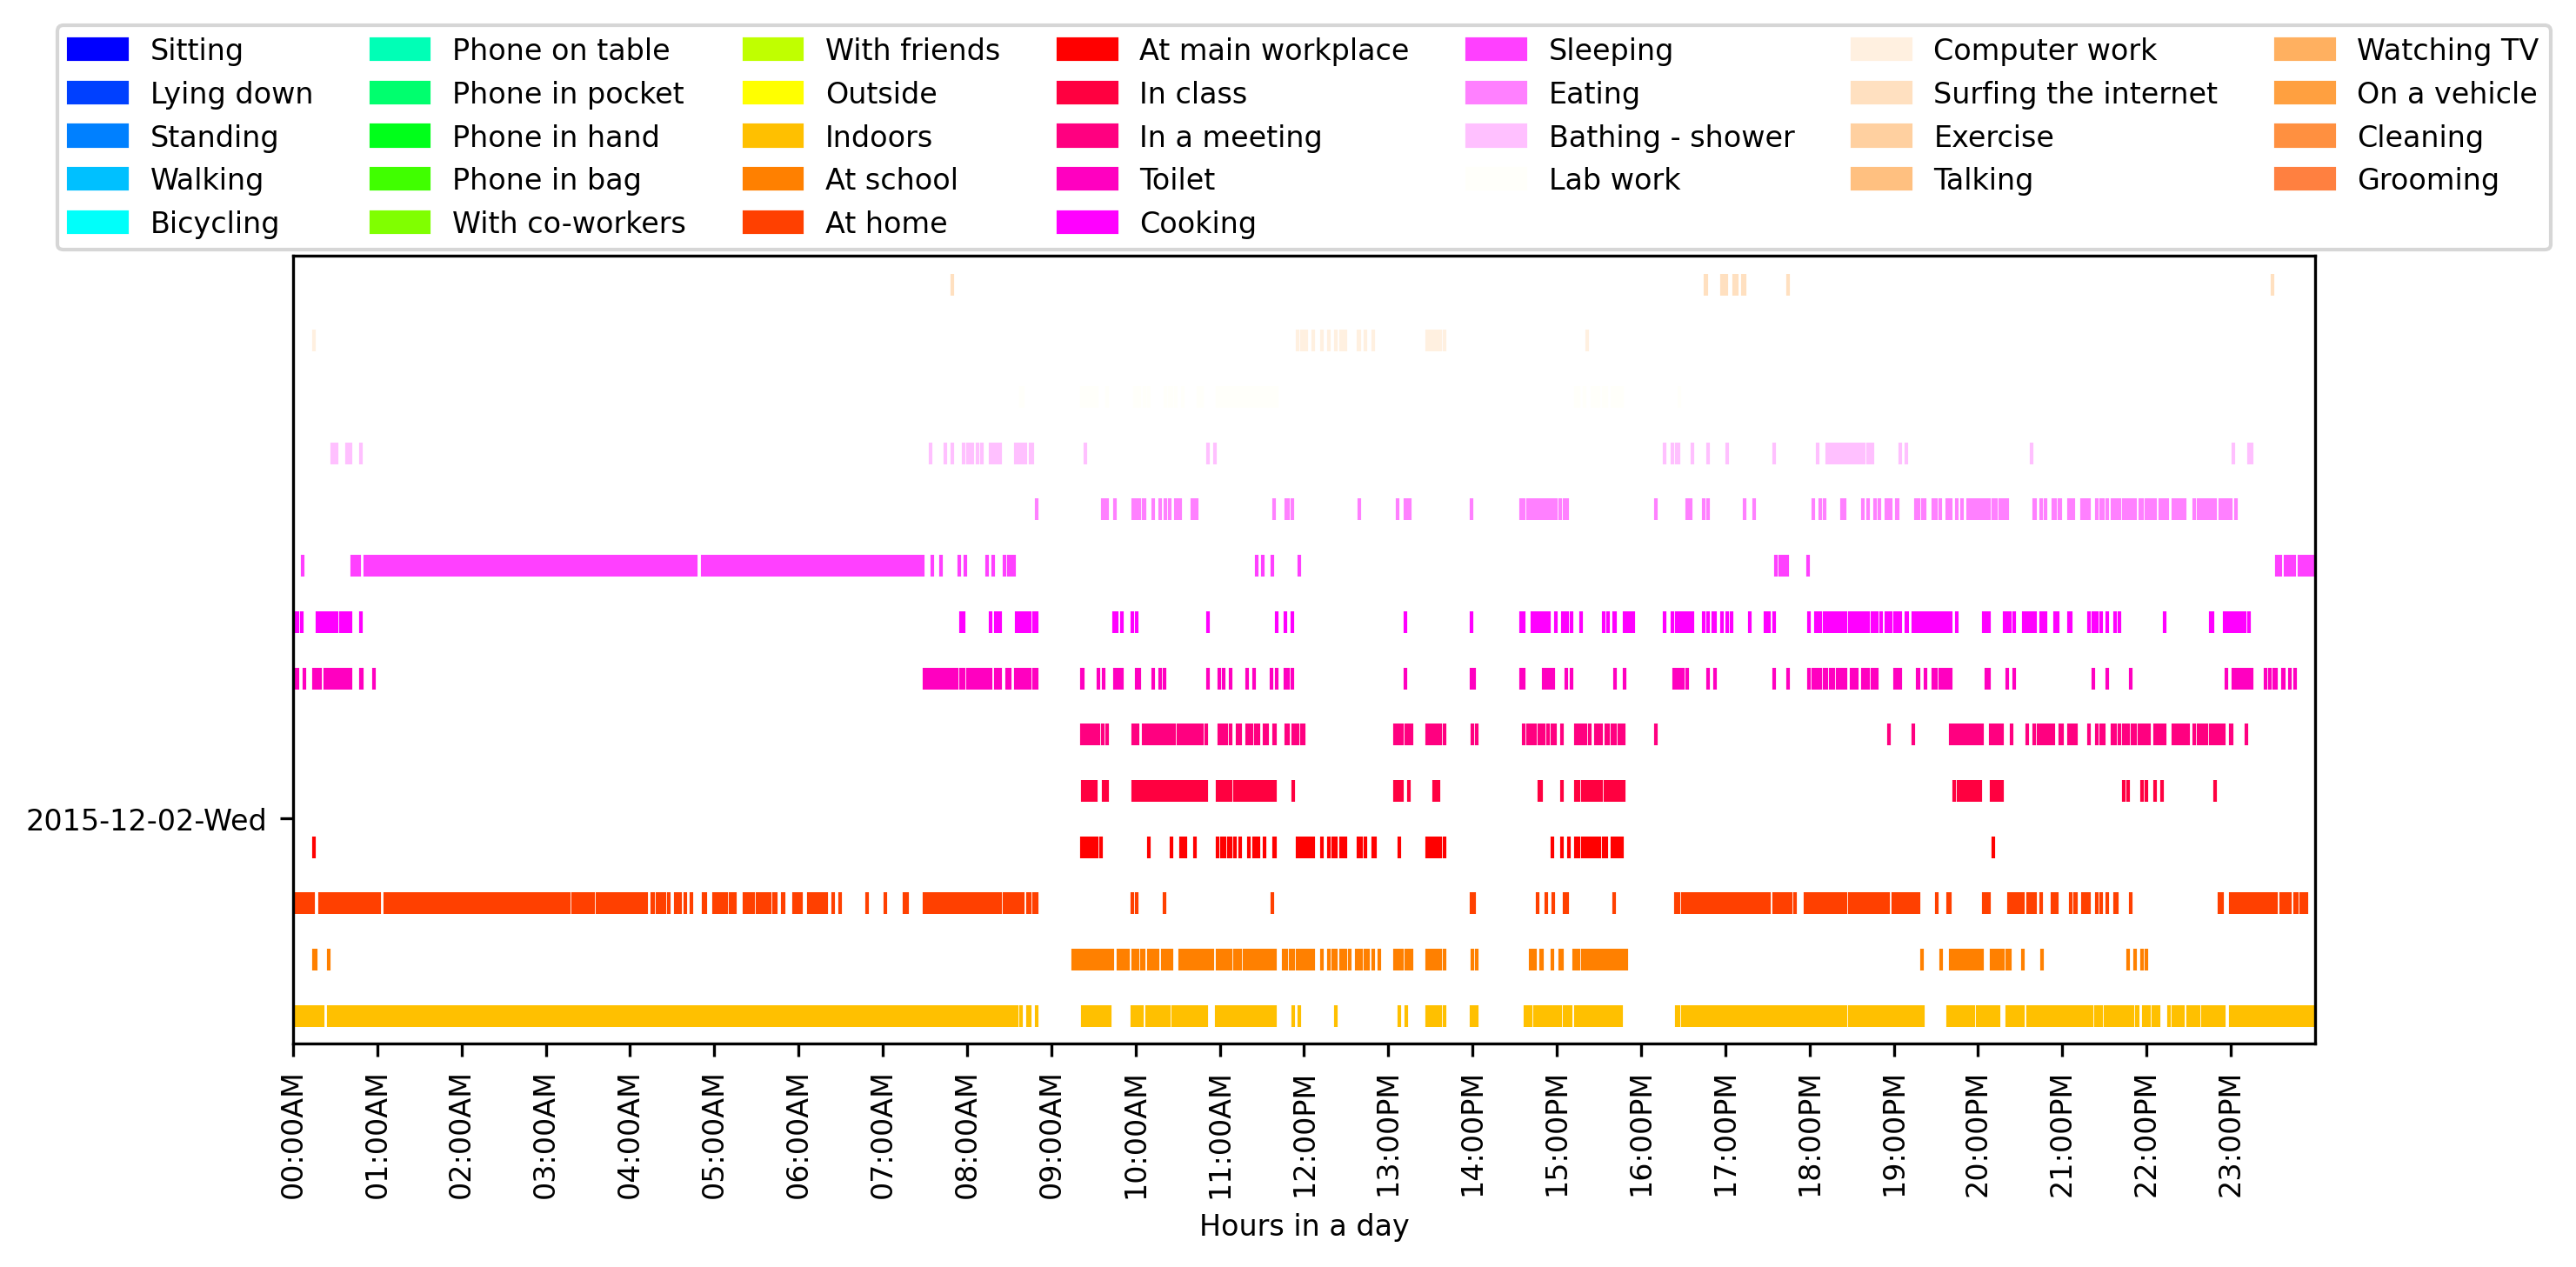 Sitting
Lying down
Standing
Walking
Bicycling
Phone on table
Phone in pocket
Phone in hand
Phone in bag
With co-workers
With friends
Outside
Indoors
At school
At home
At main workplace
In class
In a meeting
Toilet
Cooking
Sleeping
Eating
Bathing - shower
Lab work
Computer work
Surfing the internet
Exercise
Talking
Watching TV
On a vehicle
Cleaning
Grooming
2015-12-02-Wed
00:00AM
01:00AM
02:00AM
03:00AM
04:00AM
05:00AM
06:00AM
07:00AM
08:00AM
09:00AM
10:00AM
11:00AM
12:00PM
13:00PM
14:00PM
15:00PM
16:00PM
17:00PM
18:00PM
19:00PM
20:00PM
21:00PM
22:00PM
23:00PM
Hours in a day